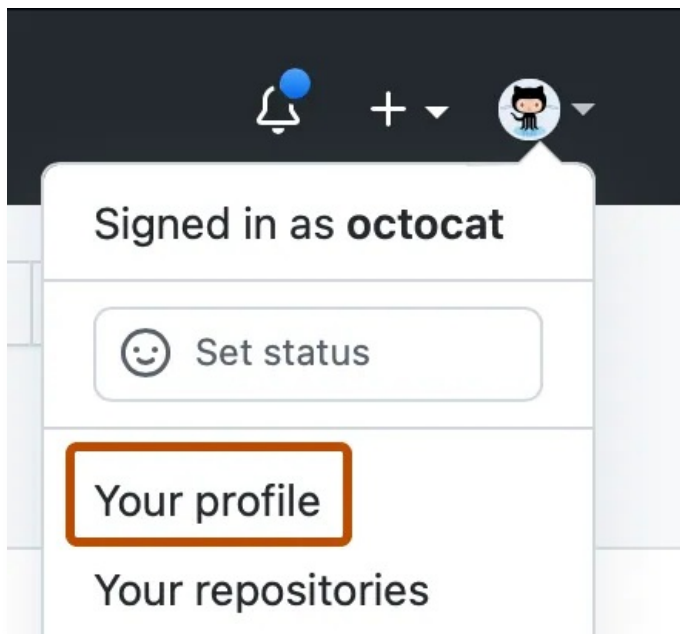 Signed in as octocat
Set status
Your profile
Your repositories